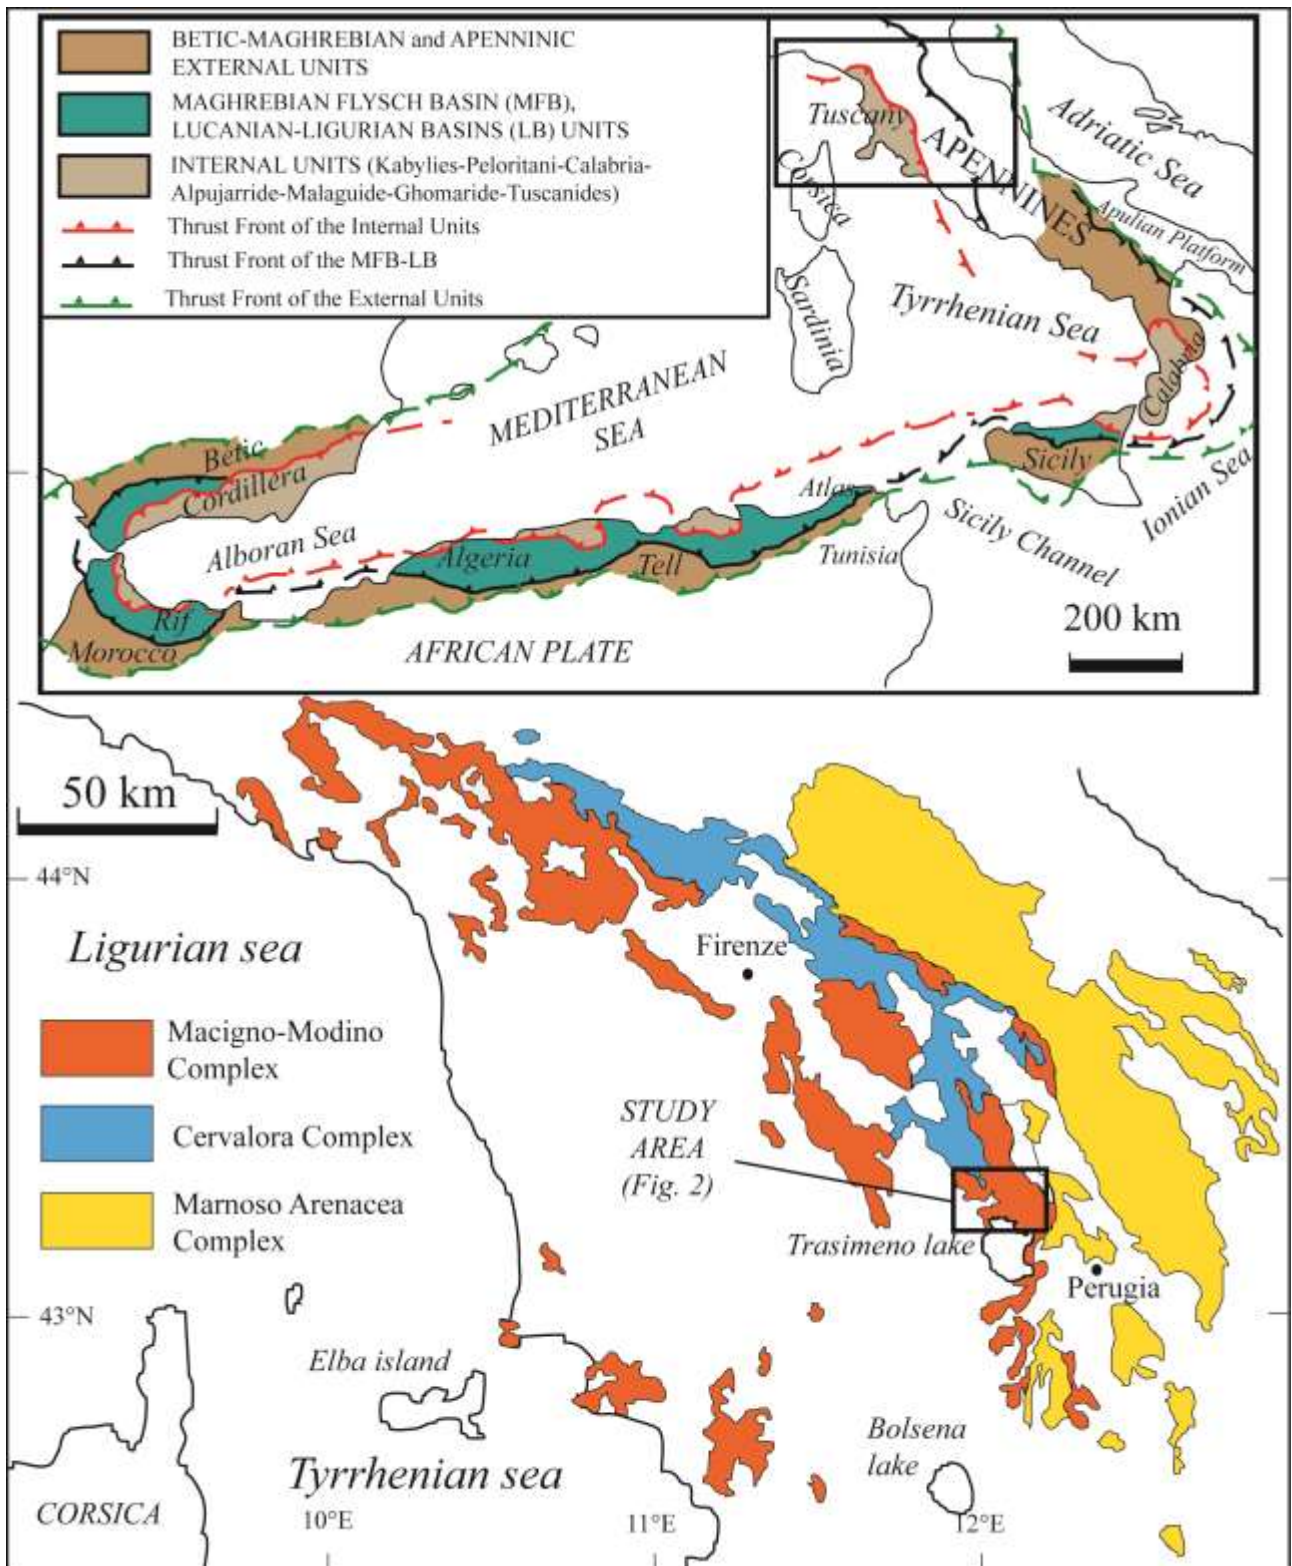 BETIC-MAGHREBIAN and APENNINIC
EXTERNAL UNITS
MAGHREBIAN FLYSCH BASIN (MFB),
LUCANIAN-LIGURIAN BASINS (LB) UNITS
INTERNAL UNITS (Kabylies-Peloritani-Calabria-
Alpujarride-Malaguide-Ghomaride-Tuscanides)
Thrust Front of the Internal Units
Thrust Front of the MFB-LB
Thrust Front of the External Units
Tuscany
APENNINES
Adriatic Sea
Corsica
Apulian Platform
Sardinia
Tyrrhenian Sea
Calabria
MEDITERRANEAN
SEA
Betic
Cordillera
Sicily
Ionian Sea
Atlas
Sicily Channel
Alboran Sea
Algeria
Tell
Tunisia
Rif
Morocco
AFRICAN PLATE
200 km
50 km
44°N
Ligurian sea
Firenze
Macigno-Modino
Complex
Cervalora Complex
Marnoso Arenacea
Complex
STUDY
AREA
(Fig. 2)
Trasimeno lake
Perugia
43°N
Elba island
Bolsena
lake
Tyrrhenian sea
CORSICA
10°E
11°E
12°E